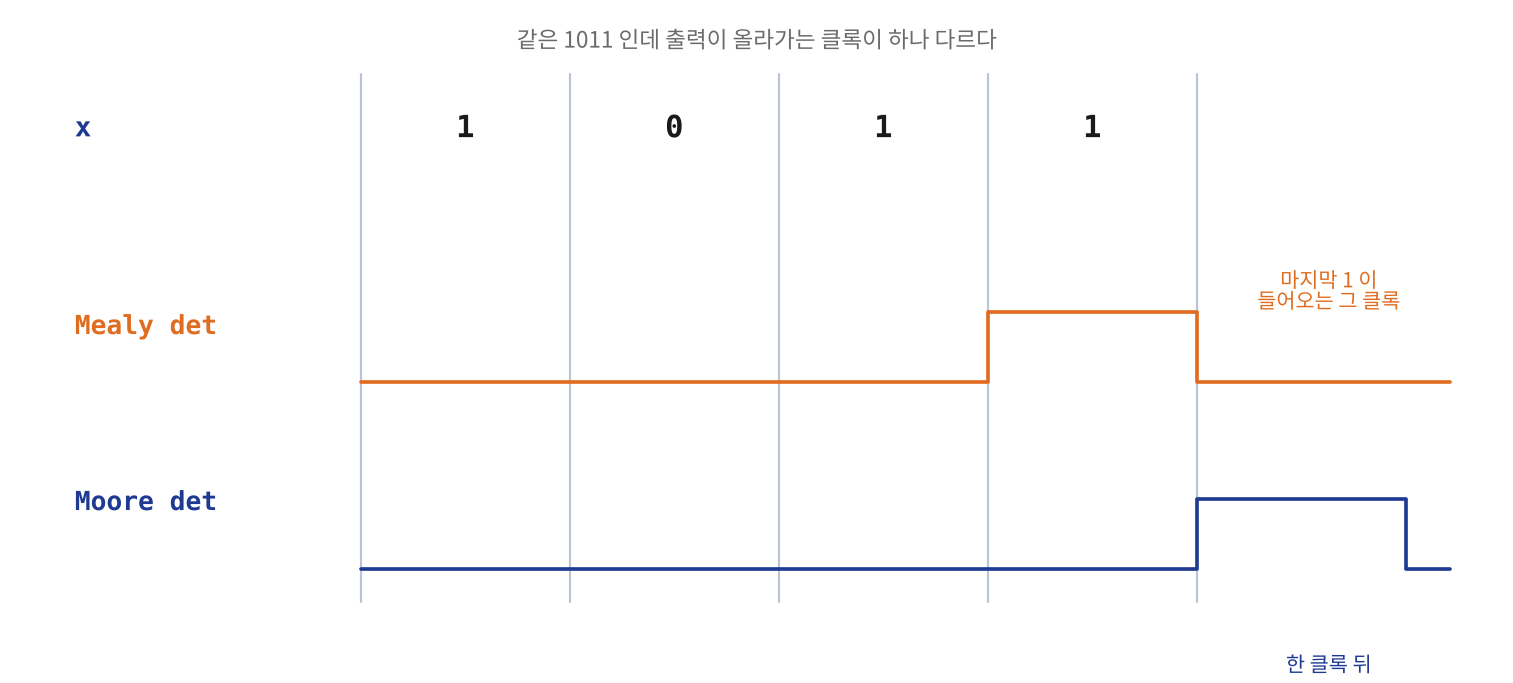 같은 1011 인데 출력이 올라가는 클록이 하나 다르다
x 1 0 1 1
마지막 1 이
들어오는 그 클록
Mealy det
Moore det
한 클록 뒤